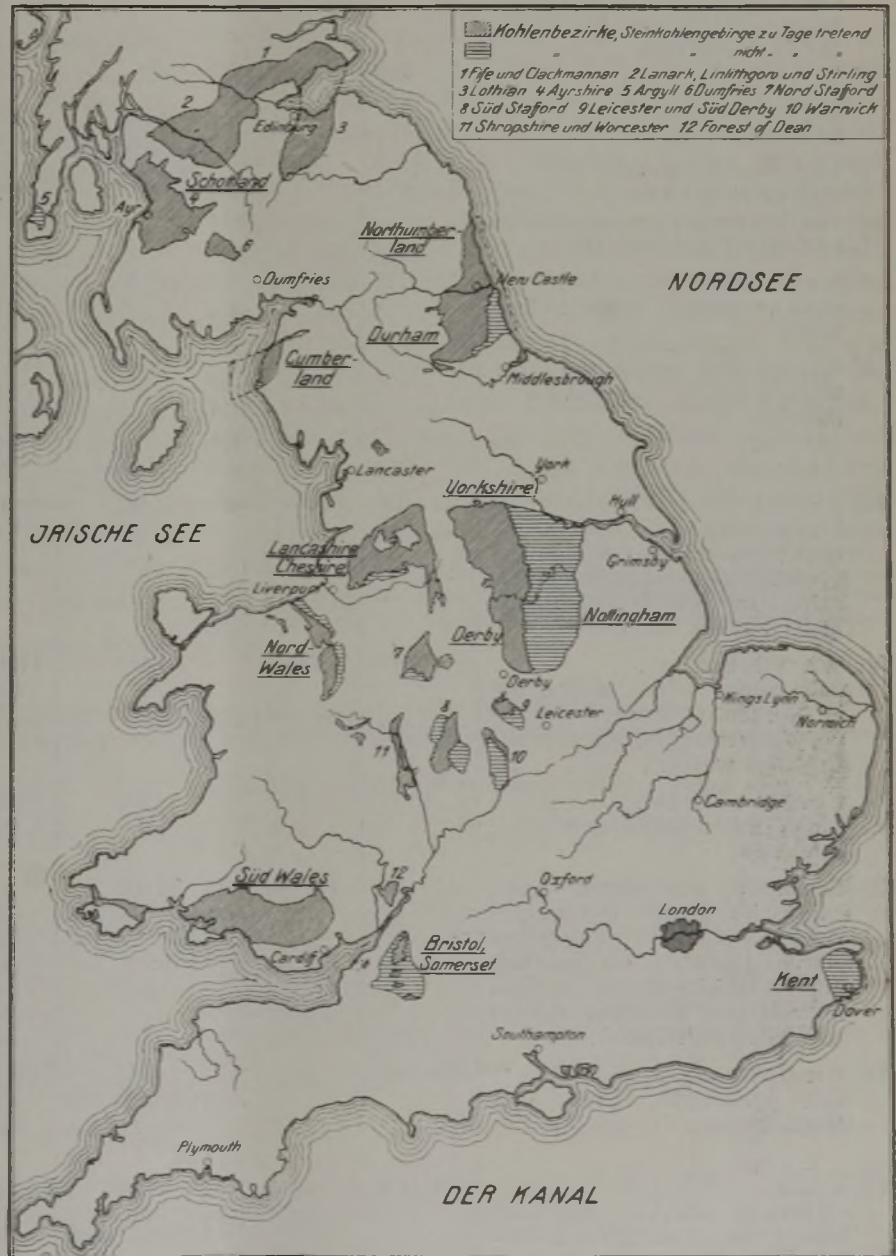 Kohlenbezirke, Steinkohlengebirge zu Tage tretend
" " nicht " " "
1 Fife und Clackmannan 2 Lanark, Linlithgow und Stirling
3 Lothian 4 Ayrshire 5 Argyll 6 Dumfries 7 Nord Stafford
8 Süd Stafford 9 Leicester und Süd Derby 10 Warwick
11 Shropshire und Worcester 12 Forest of Dean
1
2
Edinburg
3
Schottland
4
5
Ayr
6
Northumber-
land
Dumfries
New Castle
NORDSEE
Durham
Cumber-
land
Middlesbrough
Lancaster
York
Yorkshire
Hull
JRISCHE SEE
Lancashire
Cheshire
Grimsby
Liverpool
Nottingham
Derby
Nord-
Wales
7
Derby
Kings Lynn
Norwich
8
9
Leicester
11
10
Cambridge
Süd Wales
12
Oxford
London
Cardiff
Bristol,
Somerset
Kent
Dover
Southampton
Plymouth
DER KANAL